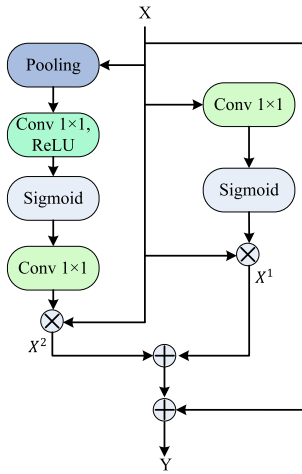 X
Pooling
Conv 1×1,
ReLU
Sigmoid
Conv 1×1
X²
Conv 1×1
Sigmoid
X¹
Y